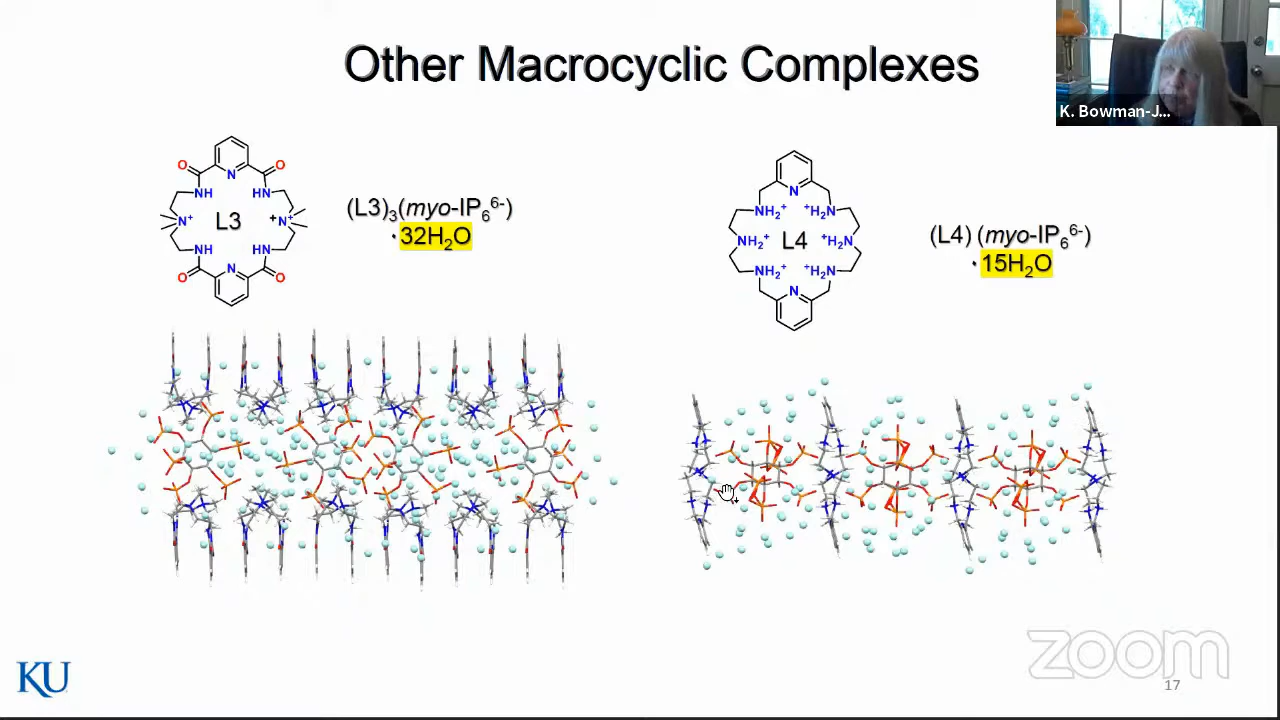 Other Macrocyclic Complexes
K. Bowman-J...
O
O
N
NH
HN
N⁺
L3
⁺N⁺
NH
HN
N
O
O
(L3)₃(myo-IP₆⁶⁻)
·32H₂O
N
NH₂⁺
⁺H₂N
NH₂⁺
L4
⁺H₂N
NH₂⁺
⁺H₂N
N
(L4) (myo-IP₆⁶⁻)
·15H₂O
KU
zoom
17